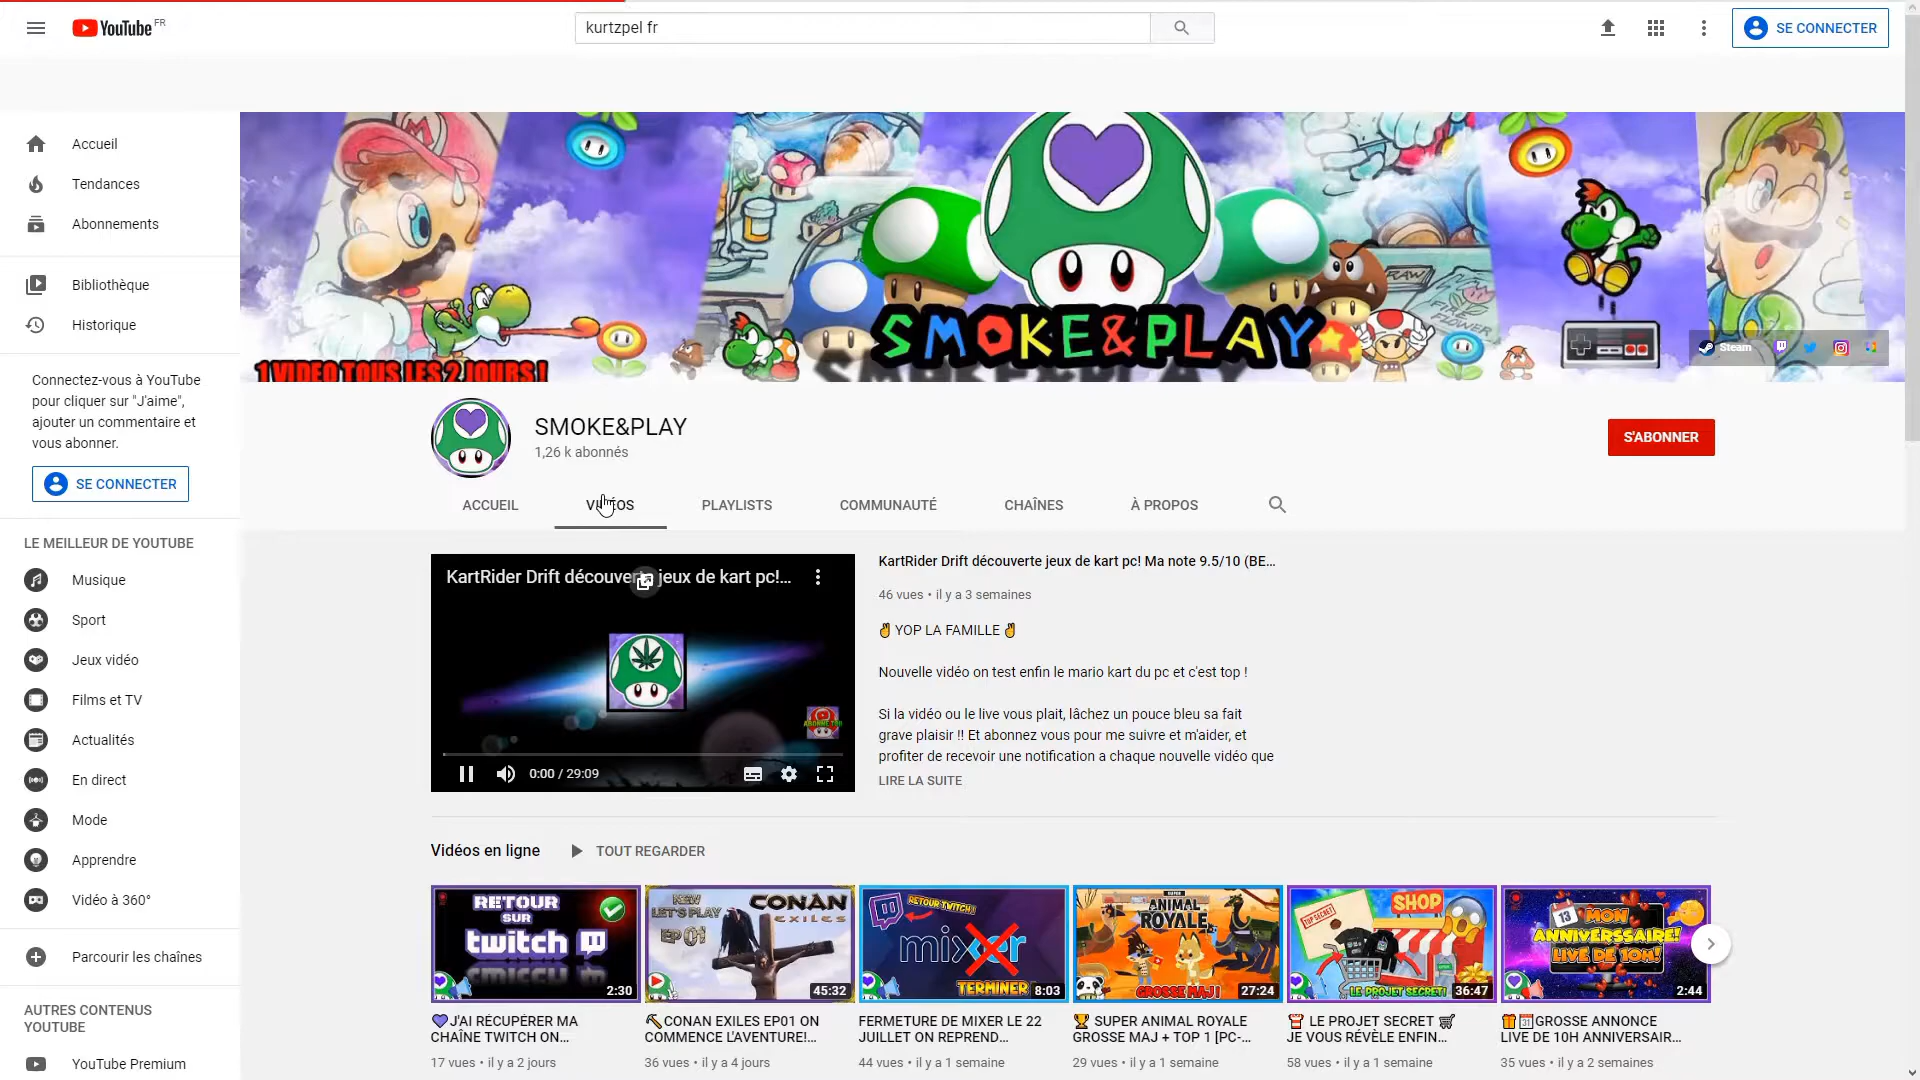 YouTube FR
kurtzpel fr
SE CONNECTER
Accueil
Tendances
Abonnements
Bibliothèque
Historique
Connectez-vous à YouTube
pour cliquer sur "J'aime",
ajouter un commentaire et
vous abonner.
SE CONNECTER
LE MEILLEUR DE YOUTUBE
Musique
Sport
Jeux vidéo
Films et TV
Actualités
En direct
Mode
Apprendre
Vidéo à 360°
Parcourir les chaînes
AUTRES CONTENUS
YOUTUBE
YouTube Premium
1 VIDEO TOUS LES 2 JOURS !
SMOKE&PLAY
Steam
SMOKE&PLAY
1,26 k abonnés
S'ABONNER
ACCUEIL
VIDÉOS
PLAYLISTS
COMMUNAUTÉ
CHAÎNES
À PROPOS
KartRider Drift découverte jeux de kart pc!...
0:00 / 29:09
KartRider Drift découverte jeux de kart pc! Ma note 9.5/10 (BE...
46 vues • il y a 3 semaines
✌ YOP LA FAMILLE ✌
Nouvelle vidéo on test enfin le mario kart du pc et c'est top !
Si la vidéo ou le live vous plait, lâchez un pouce bleu sa fait
grave plaisir !! Et abonnez vous pour me suivre et m'aider, et
profiter de recevoir une notification a chaque nouvelle vidéo que
LIRE LA SUITE
Vidéos en ligne
TOUT REGARDER
RETOUR
SUR
twitch
2:30
💜J'AI RÉCUPÉRER MA
CHAÎNE TWITCH ON...
17 vues • il y a 2 jours
NEW
LET'S PLAY
EP01
CONAN
EXILES
45:32
⛏CONAN EXILES EP01 ON
COMMENCE L'AVENTURE!...
36 vues • il y a 4 jours
RETOUR TWITCH !
mixer
TERMINER
8:03
FERMETURE DE MIXER LE 22
JUILLET ON REPREND...
44 vues • il y a 1 semaine
SUPER
ANIMAL
ROYALE
GROSSE MAJ !
27:24
🏆 SUPER ANIMAL ROYALE
GROSSE MAJ + TOP 1 [PC-...
29 vues • il y a 1 semaine
TOP SECRET
SHOP
LE PROJET SECRET!
36:47
LE PROJET SECRET 🛒
JE VOUS RÉVÈLE ENFIN...
58 vues • il y a 1 semaine
13
MON
ANNIVERSSAIRE!
LIVE DE 10H!
2:44
🎁📅GROSSE ANNONCE
LIVE DE 10H ANNIVERSAIR...
35 vues • il y a 2 semaines